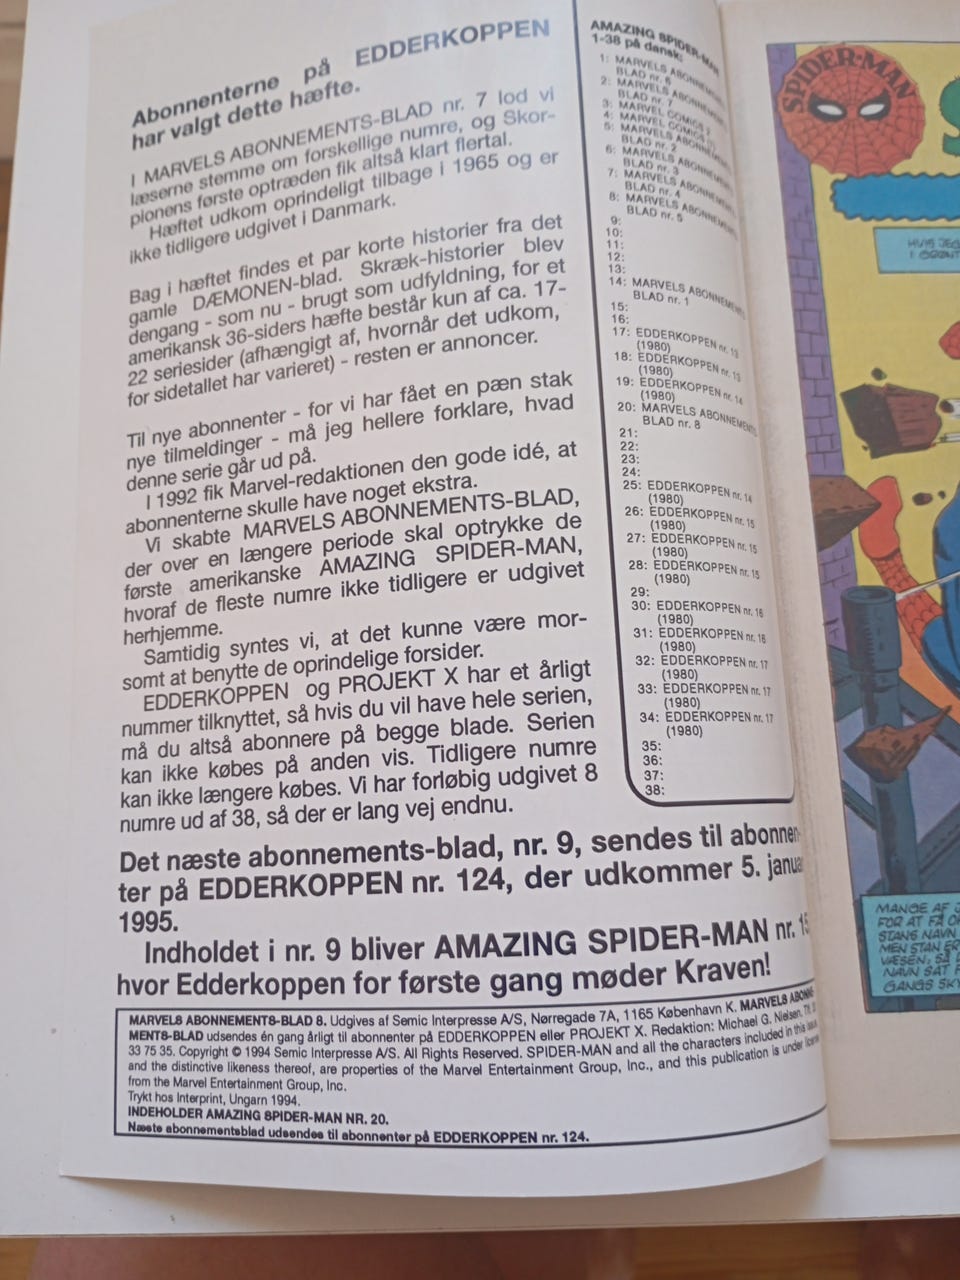 Abonnenterne på EDDERKOPPEN
har valgt dette hæfte.
I MARVELS ABONNEMENTS-BLAD nr. 7 lod vi
læserne stemme om forskellige numre, og Skor-
pionens første optræden fik altså klart flertal.
Hæftet udkom oprindeligt tilbage i 1965 og er
ikke tidligere udgivet i Danmark.
Bag i hæftet findes et par korte historier fra det
gamle DÆMONEN-blad. Skræk-historier blev
dengang - som nu - brugt som udfyldning, for et
amerikansk 36-siders hæfte består kun af ca. 17-
22 seriesider (afhængigt af, hvornår det udkom,
for sidetallet har varieret) - resten er annoncer.
Til nye abonnenter - for vi har fået en pæn stak
nye tilmeldinger - må jeg hellere forklare, hvad
denne serie går ud på.
I 1992 fik Marvel-redaktionen den gode idé, at
abonnenterne skulle have noget ekstra.
Vi skabte MARVELS ABONNEMENTS-BLAD,
der over en længere periode skal optrykke de
første amerikanske AMAZING SPIDER-MAN,
hvoraf de fleste numre ikke tidligere er udgivet
herhjemme.
Samtidig syntes vi, at det kunne være mor-
somt at benytte de oprindelige forsider.
EDDERKOPPEN og PROJEKT X har et årligt
nummer tilknyttet, så hvis du vil have hele serien,
må du altså abonnere på begge blade. Serien
kan ikke købes på anden vis. Tidligere numre
kan ikke længere købes. Vi har forløbig udgivet 8
numre ud af 38, så der er lang vej endnu.
Det næste abonnements-blad, nr. 9, sendes til abonnen-
ter på EDDERKOPPEN nr. 124, der udkommer 5. janua
1995.
Indholdet i nr. 9 bliver AMAZING SPIDER-MAN nr. 15
hvor Edderkoppen for første gang møder Kraven!
AMAZING SPIDER-MAN
1-38 på dansk:
1: MARVELS ABONNEMENTS-
BLAD nr. 6
2: MARVELS ABONNEMENTS-
BLAD nr. 7
3: MARVEL COMICS 2
4: MARVEL COMICS
5: MARVELS ABONNEMENTS-
BLAD nr. 2
6: MARVELS ABONNEMENTS-
BLAD nr. 3
7: MARVELS ABONNEMENTS-
BLAD nr. 4
8: MARVELS ABONNEMENTS-
BLAD nr. 5
9:
10:
11:
12:
13:
14: MARVELS ABONNEMENTS-
BLAD nr. 1
15:
16:
17: EDDERKOPPEN nr. 13
(1980)
18: EDDERKOPPEN nr. 13
(1980)
19: EDDERKOPPEN nr. 14
(1980)
20: MARVELS ABONNEMENTS-
BLAD nr. 8
21:
22:
23:
24:
25: EDDERKOPPEN nr. 14
(1980)
26: EDDERKOPPEN nr. 15
(1980)
27: EDDERKOPPEN nr. 15
(1980)
28: EDDERKOPPEN nr. 15
(1980)
29:
30: EDDERKOPPEN nr. 16
(1980)
31: EDDERKOPPEN nr. 16
(1980)
32: EDDERKOPPEN nr. 17
(1980)
33: EDDERKOPPEN nr. 17
(1980)
34: EDDERKOPPEN nr. 17
(1980)
35:
36:
37:
38:
MARVELS ABONNEMENTS-BLAD 8. Udgives af Semic Interpresse A/S, Nørregade 7A, 1165 København K. MARVELS ABONNE-
MENTS-BLAD udsendes én gang årligt til abonnenter på EDDERKOPPEN eller PROJEKT X. Redaktion: Michael G. Nielsen, Tlf. 33
33 75 35. Copyright © 1994 Semic Interpresse A/S. All Rights Reserved. SPIDER-MAN and all the characters included in this issue
and the distinctive likeness thereof, are properties of the Marvel Entertainment Group, Inc., and this publication is under license
from the Marvel Entertainment Group, Inc.
Trykt hos Interprint, Ungarn 1994.
INDEHOLDER AMAZING SPIDER-MAN NR. 20.
Næste abonnementsblad udsendes til abonnenter på EDDERKOPPEN nr. 124.
SPIDER-MAN
HVIS JEG
I GRØNT
MANGE AF
FOR AT FÅ
STANS NAVN
MEN STAN ER
VÆSEN, SÅ
NAVN SAT
GANGS